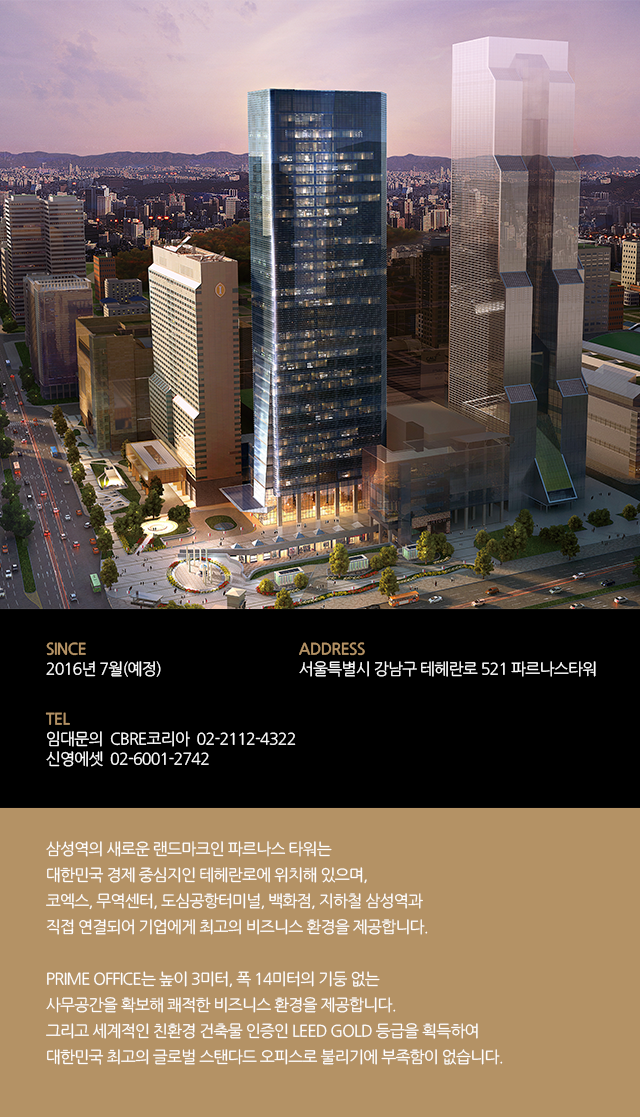 SINCE
2016년 7월(예정)
ADDRESS
서울특별시 강남구 테헤란로 521 파르나스타워
TEL
임대문의 CBRE코리아 02-2112-4322
신영에셋 02-6001-2742
삼성역의 새로운 랜드마크인 파르나스 타워는
대한민국 경제 중심지인 테헤란로에 위치해 있으며,
코엑스, 무역센터, 도심공항터미널, 백화점, 지하철 삼성역과
직접 연결되어 기업에게 최고의 비즈니스 환경을 제공합니다.
PRIME OFFICE는 높이 3미터, 폭 14미터의 기둥 없는
사무공간을 확보해 쾌적한 비즈니스 환경을 제공합니다.
그리고 세계적인 친환경 건축물 인증인 LEED GOLD 등급을 획득하여
대한민국 최고의 글로벌 스탠다드 오피스로 불리기에 부족함이 없습니다.